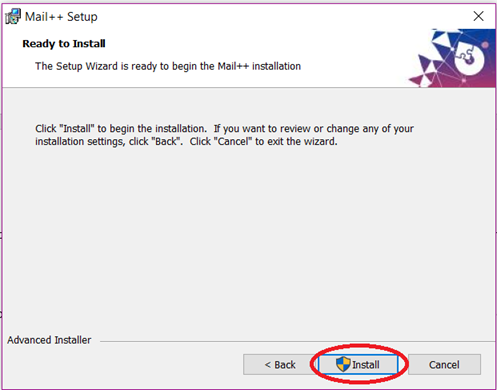 Mail++ Setup
Ready to Install
The Setup Wizard is ready to begin the Mail++ installation
Click "Install" to begin the installation.  If you want to review or change any of your
installation settings, click "Back".  Click "Cancel" to exit the wizard.
Advanced Installer
< Back
Install
Cancel